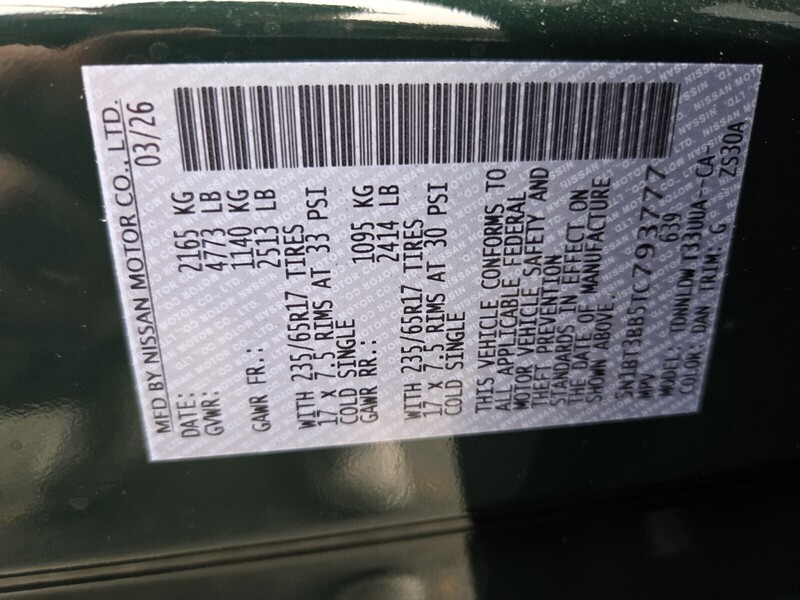 MFD BY NISSAN MOTOR CO., LTD.
DATE: 03/26
GVWR: 2165 KG
4773 LB
GAWR FR.: 1140 KG
2513 LB
WITH 235/65R17 TIRES
17 X 7.5 RIMS AT 33 PSI
COLD SINGLE
GAWR RR.: 1095 KG
2414 LB
WITH 235/65R17 TIRES
17 X 7.5 RIMS AT 30 PSI
COLD SINGLE
THIS VEHICLE CONFORMS TO
ALL APPLICABLE FEDERAL
MOTOR VEHICLE SAFETY AND
THEFT PREVENTION
STANDARDS IN EFFECT ON
THE DATE OF MANUFACTURE
SHOWN ABOVE.
5N1BT3BB5TC793777
MPV 639
MODEL: TDNNLDW T33UUA--CA-
COLOR: DAN TRIM: G ZS30A